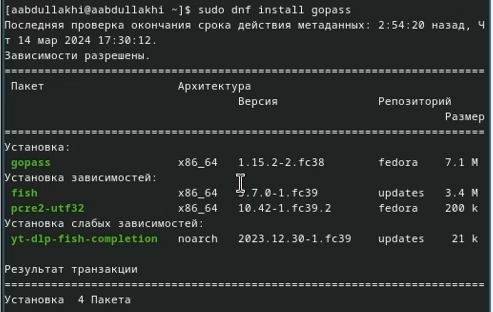 [aabdullakhi@aabdullakhi ~]$ sudo dnf install gopass
Последняя проверка окончания срока действия метаданных: 2:54:20 назад, Ч
т 14 мар 2024 17:30:12.
Зависимости разрешены.
================================================================
Пакет Архитектура
Версия Репозиторий
Размер
================================================================
Установка:
gopass x86_64 1.15.2-2.fc38 fedora 7.1 M
Установка зависимостей:
fish x86_64 .7.0-1.fc39 updates 3.4 M
pcre2-utf32 x86_64 10.42-1.fc39.2 fedora 200 k
Установка слабых зависимостей:
yt-dlp-fish-completion noarch 2023.12.30-1.fc39 updates 21 k
Результат транзакции
================================================================
Установка 4 Пакета